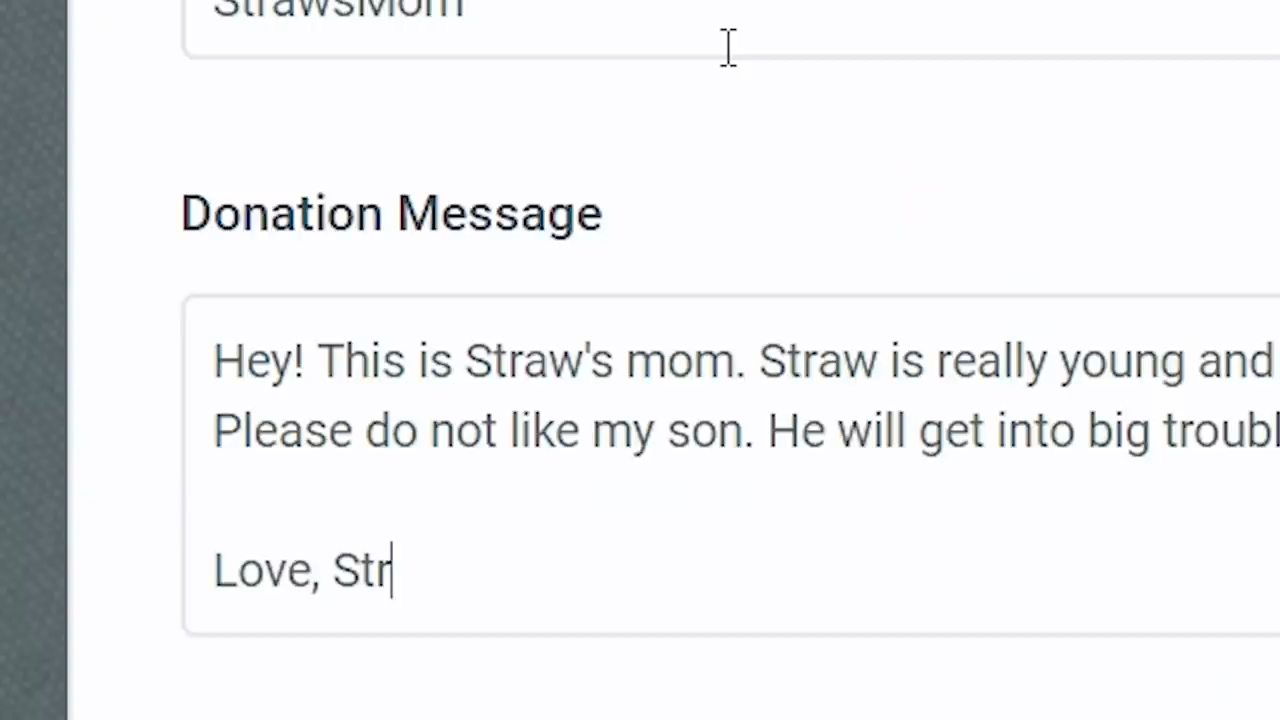 StrawsMom
Donation Message
Hey! This is Straw's mom. Straw is really young and
Please do not like my son. He will get into big troubl
Love, Str